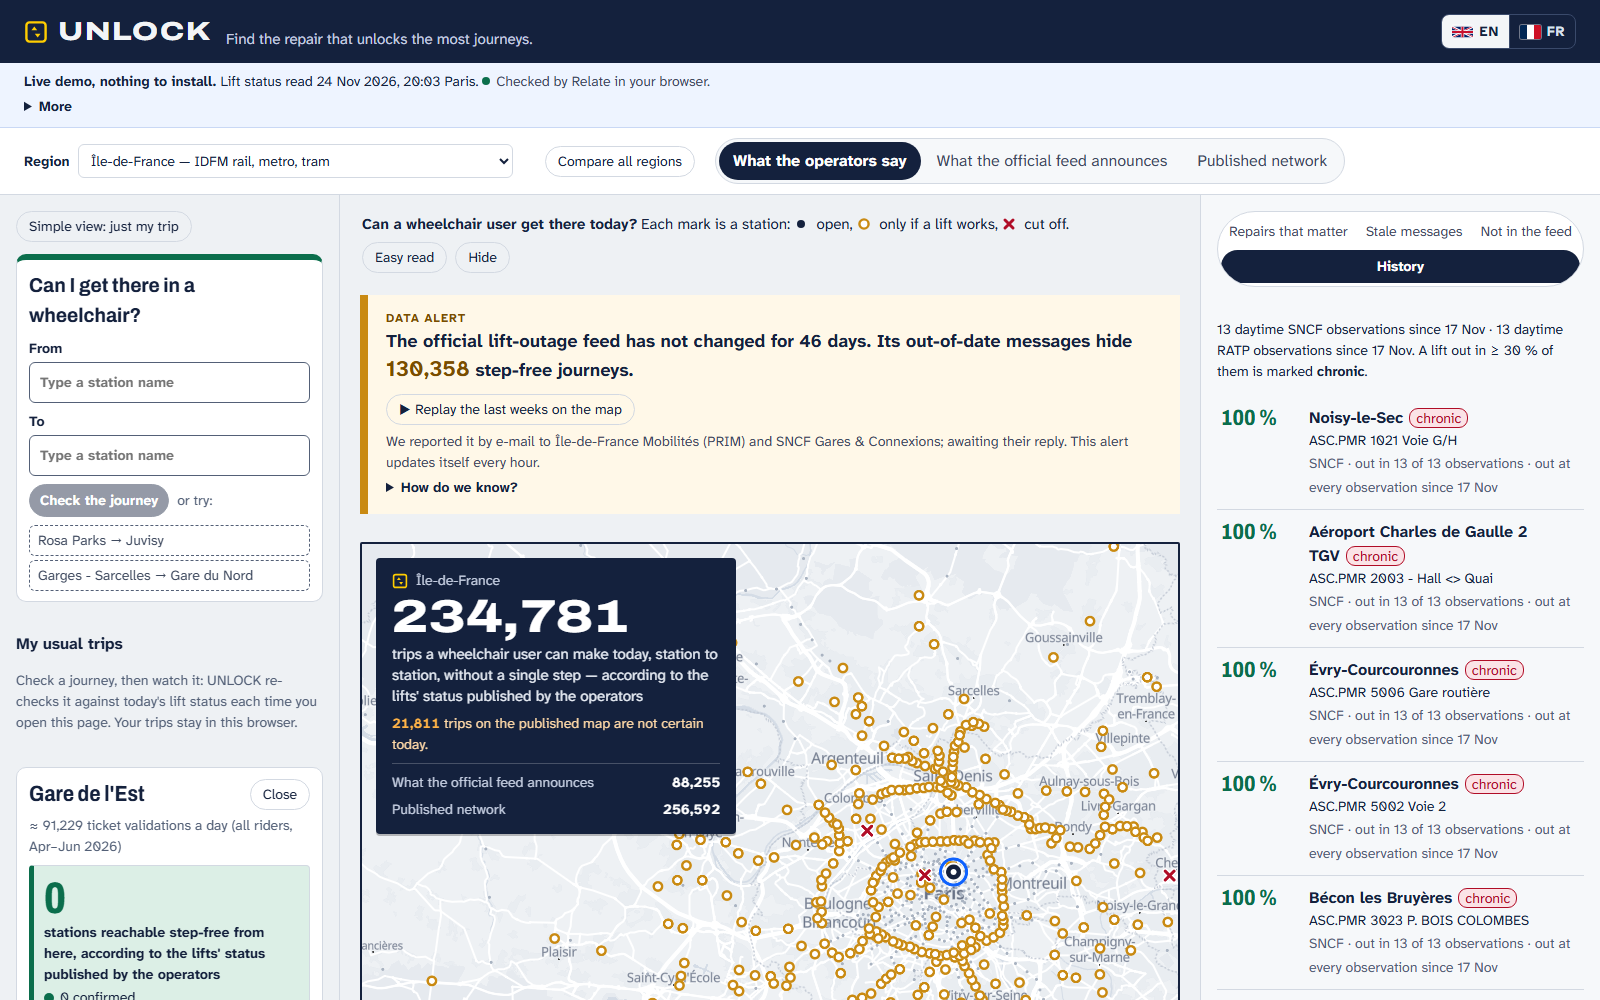 UNLOCK
Find the repair that unlocks the most journeys.
EN
FR
Live demo, nothing to install. Lift status read 24 Nov 2026, 20:03 Paris. Checked by Relate in your browser.
More
Region
Île-de-France — IDFM rail, metro, tram
Compare all regions
What the operators say
What the official feed announces
Published network
Simple view: just my trip
Can I get there in a
wheelchair?
From
Type a station name
To
Type a station name
Check the journey
or try:
Rosa Parks → Juvisy
Garges - Sarcelles → Gare du Nord
My usual trips
Check a journey, then watch it: UNLOCK re-
checks it against today's lift status each time you
open this page. Your trips stay in this browser.
Gare de l'Est
Close
≈ 91,229 ticket validations a day (all riders,
Apr–Jun 2026)
0
stations reachable step-free from
here, according to the lifts' status
published by the operators
0 confirmed
Can a wheelchair user get there today? Each mark is a station: open, only if a lift works, cut off.
Easy read
Hide
DATA ALERT
The official lift-outage feed has not changed for 46 days. Its out-of-date messages hide
130,358 step-free journeys.
Replay the last weeks on the map
We reported it by e-mail to Île-de-France Mobilités (PRIM) and SNCF Gares & Connexions; awaiting their reply. This alert
updates itself every hour.
How do we know?
Île-de-France
234,781
trips a wheelchair user can make today, station to
station, without a single step — according to the
lifts' status published by the operators
21,811 trips on the published map are not certain
today.
What the official feed announces
88,255
Published network
256,592
Goussainville
Sarcelles
Tremblay-
en-France
Villepinte
Argenteuil
Aulnay-sous-Bois
Montreuil
Paris
Noisy-le-Grand
Champigny-
sur-Marne
Plaisir
Saint-Cyr-l'École
Repairs that matter
Stale messages
Not in the feed
History
13 daytime SNCF observations since 17 Nov · 13 daytime
RATP observations since 17 Nov. A lift out in ≥ 30 % of
them is marked chronic.
100 %
Noisy-le-Sec chronic
ASC.PMR 1021 Voie G/H
SNCF · out in 13 of 13 observations · out at
every observation since 17 Nov
100 %
Aéroport Charles de Gaulle 2
TGV chronic
ASC.PMR 2003 - Hall <> Quai
SNCF · out in 13 of 13 observations · out at
every observation since 17 Nov
100 %
Évry-Courcouronnes chronic
ASC.PMR 5006 Gare routière
SNCF · out in 13 of 13 observations · out at
every observation since 17 Nov
100 %
Évry-Courcouronnes chronic
ASC.PMR 5002 Voie 2
SNCF · out in 13 of 13 observations · out at
every observation since 17 Nov
100 %
Bécon les Bruyères chronic
ASC.PMR 3023 P. BOIS COLOMBES
SNCF · out in 13 of 13 observations · out at
every observation since 17 Nov